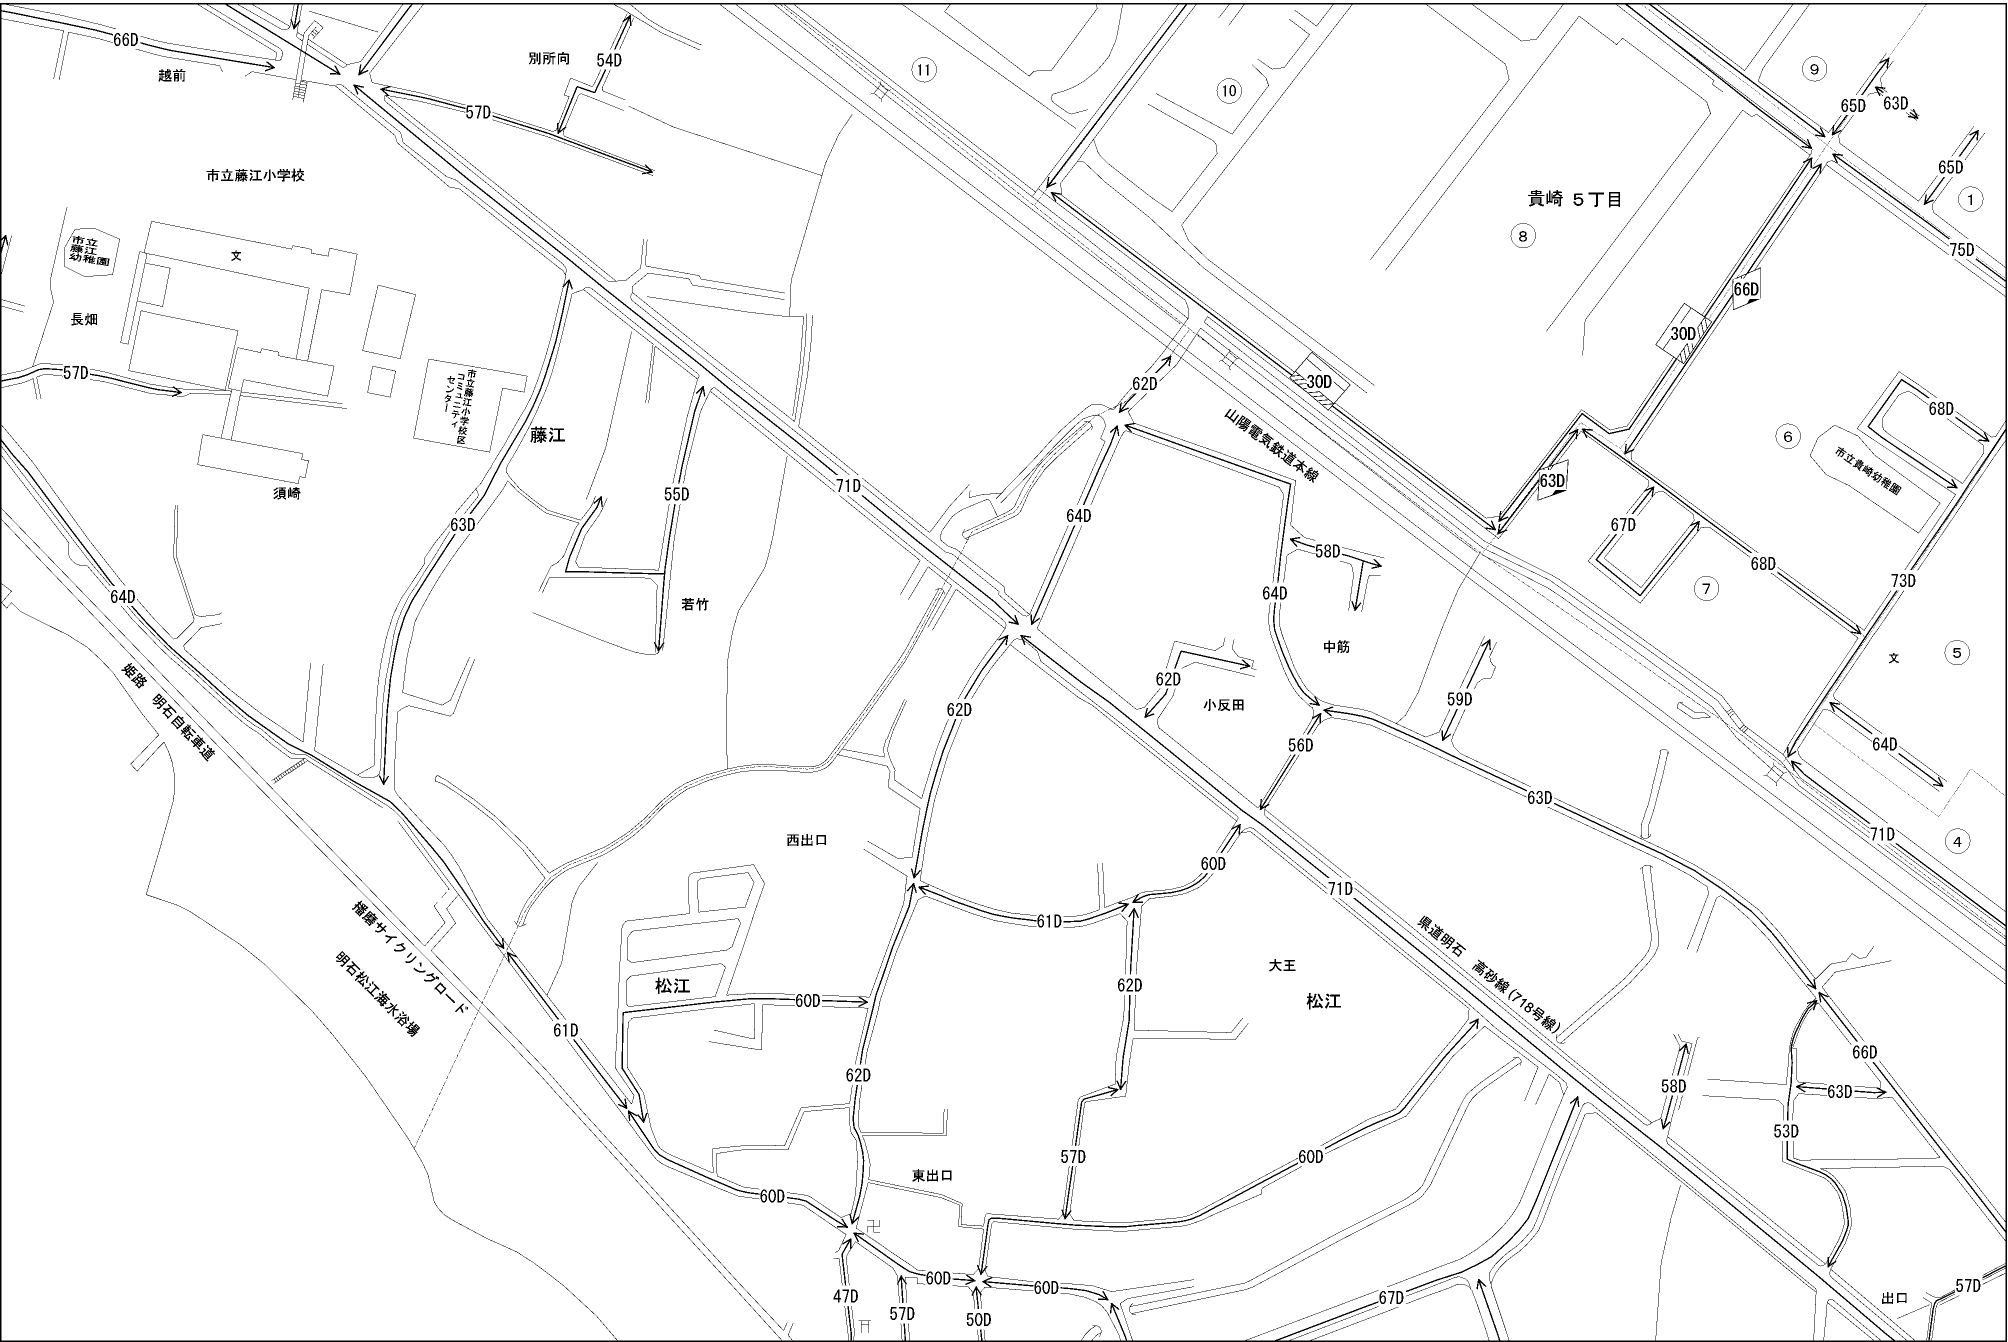 66D
越前
別所向
54D
57D
⑪
⑩
⑨
65D
63D
65D
①
市立藤江小学校
貴崎 5丁目
⑧
75D
市立
藤江
幼稚園
文
66D
長畑
30D
30D
57D
市立藤江小学校区
コミュニティ
センター
62D
68D
藤江
山陽電気鉄道本線
⑥
市立貴崎幼稚園
須崎
55D
71D
63D
64D
63D
67D
58D
68D
73D
64D
若竹
64D
⑦
中筋
文
⑤
姫路 明石自転車道
62D
62D
小反田
59D
56D
64D
63D
71D
④
西出口
60D
71D
61D
播磨サイクリングロード
県道明石 高砂線(718号線)
明石松江海水浴場
松江
60D
62D
大王
松江
61D
62D
66D
58D
63D
53D
57D
60D
東出口
60D
卍
60D
60D
47D
57D
50D
67D
出口
57D